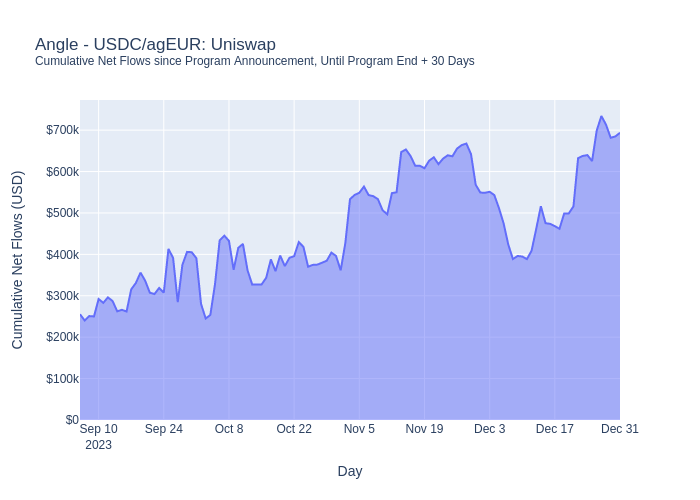 Angle - USDC/agEUR: Uniswap
Cumulative Net Flows since Program Announcement, Until Program End + 30 Days
Cumulative Net Flows (USD)
$700k
$600k
$500k
$400k
$300k
$200k
$100k
$0
Sep 10 Sep 24 Oct 8 Oct 22 Nov 5 Nov 19 Dec 3 Dec 17 Dec 31
2023
Day